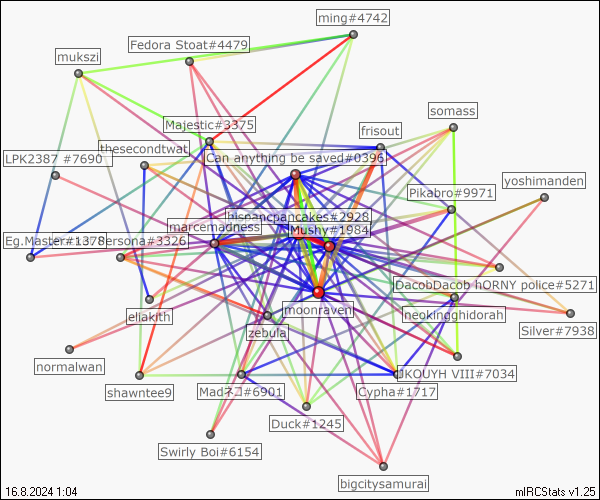 ming#4742
Fedora Stoat#4479
mukszi
somass
Majestic#3375
frisout
thesecondtwat
LPK2387 #7690
Can anything be saved#0396
yoshimanden
Pikabro#9971
hispancpancakes#2928
marcemadness
Mushy#1984
Eg.Master#1378
ersona#3326
DacobDacob hORNY police#5271
moonraven
neokingghidorah
eliakith
zebula
Silver#7938
normalwan
JKOUYH VIII#7034
shawntee9
Madネコ#6901
Cypha#1717
Duck#1245
Swirly Boi#6154
bigcitysamurai
16.8.2024 1:04
mIRCStats v1.25